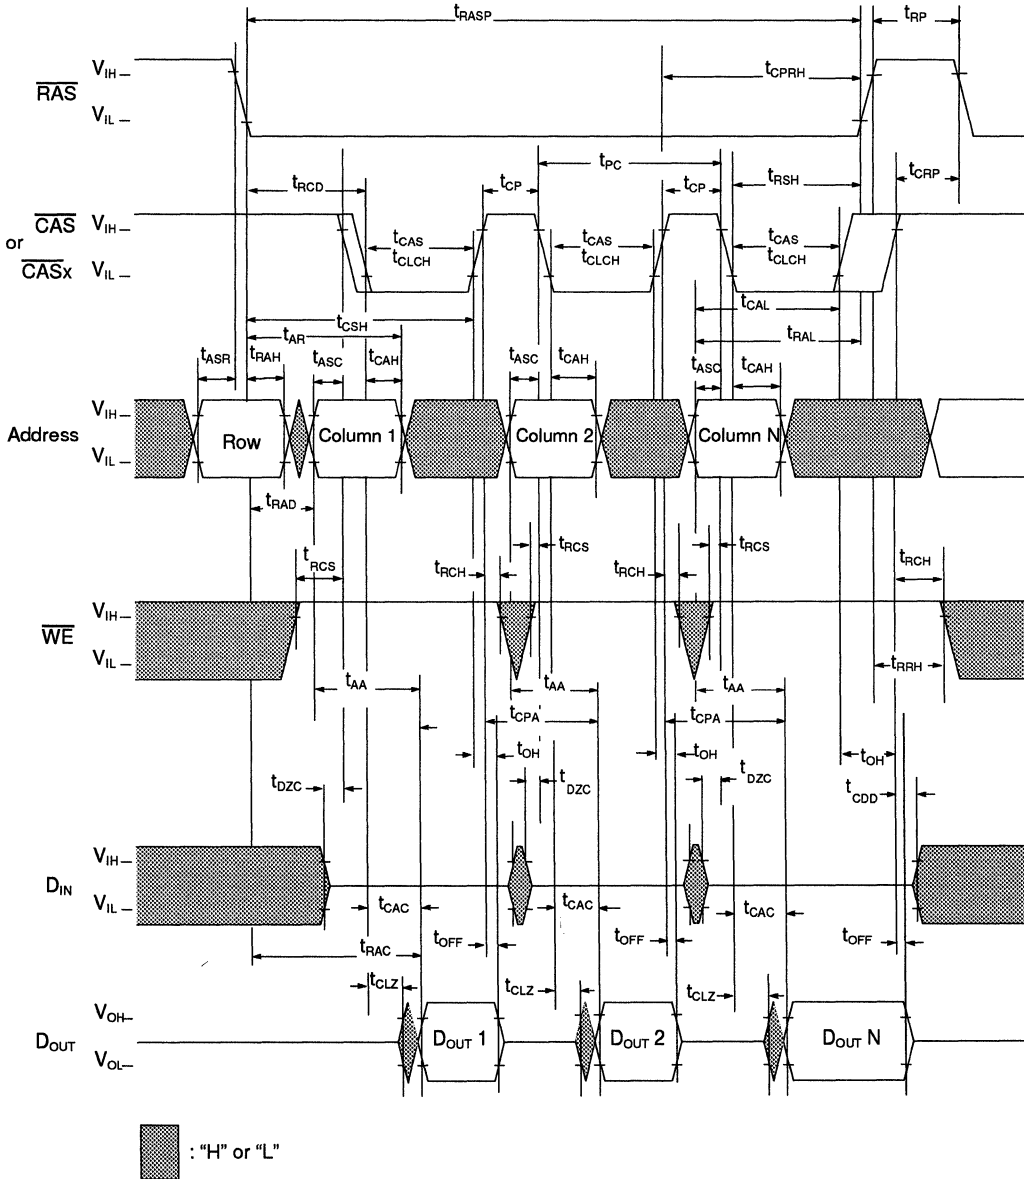 tRASP
tRP
RAS
VIH
VIL
tCPRH
tRCD
tCP
tPC
tCP
tRSH
tCRP
CAS
or
CASx
VIH
VIL
tCAS
tCLCH
tCAS
tCLCH
tCAS
tCLCH
tCSH
tAR
tCAL
tRAL
tASR
tRAH
tASC
tCAH
tASC
tCAH
tASC
tCAH
Address
VIH
VIL
Row
Column 1
Column 2
Column N
tRAD
tRCS
tRCH
tRCS
tRCH
tRCS
tRCH
WE
VIH
VIL
tRRH
tAA
tAA
tAA
tCPA
tCPA
tOH
tOH
tOH
tDZC
tDZC
tDZC
tCDD
DIN
VIH
VIL
tCAC
tCAC
tCAC
tRAC
tOFF
tOFF
tOFF
tCLZ
tCLZ
tCLZ
DOUT
VOH
VOL
DOUT 1
DOUT 2
DOUT N
: “H” or “L”